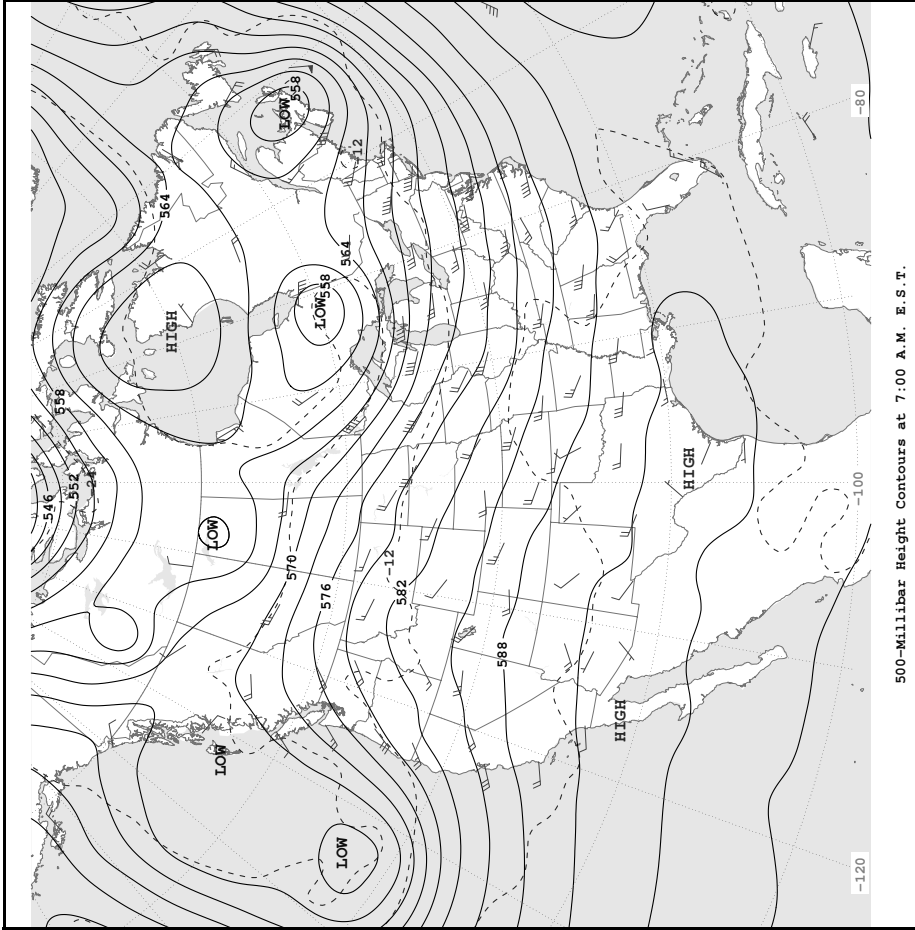 546
558
552
-24
564
HIGH
LOW
LOW
LOW
558
570
LOW
558
576
LOW
564
-12
-12
582
588
HIGH
HIGH
-120
-100
-80
500-Millibar Height Contours at 7:00 A.M. E.S.T.